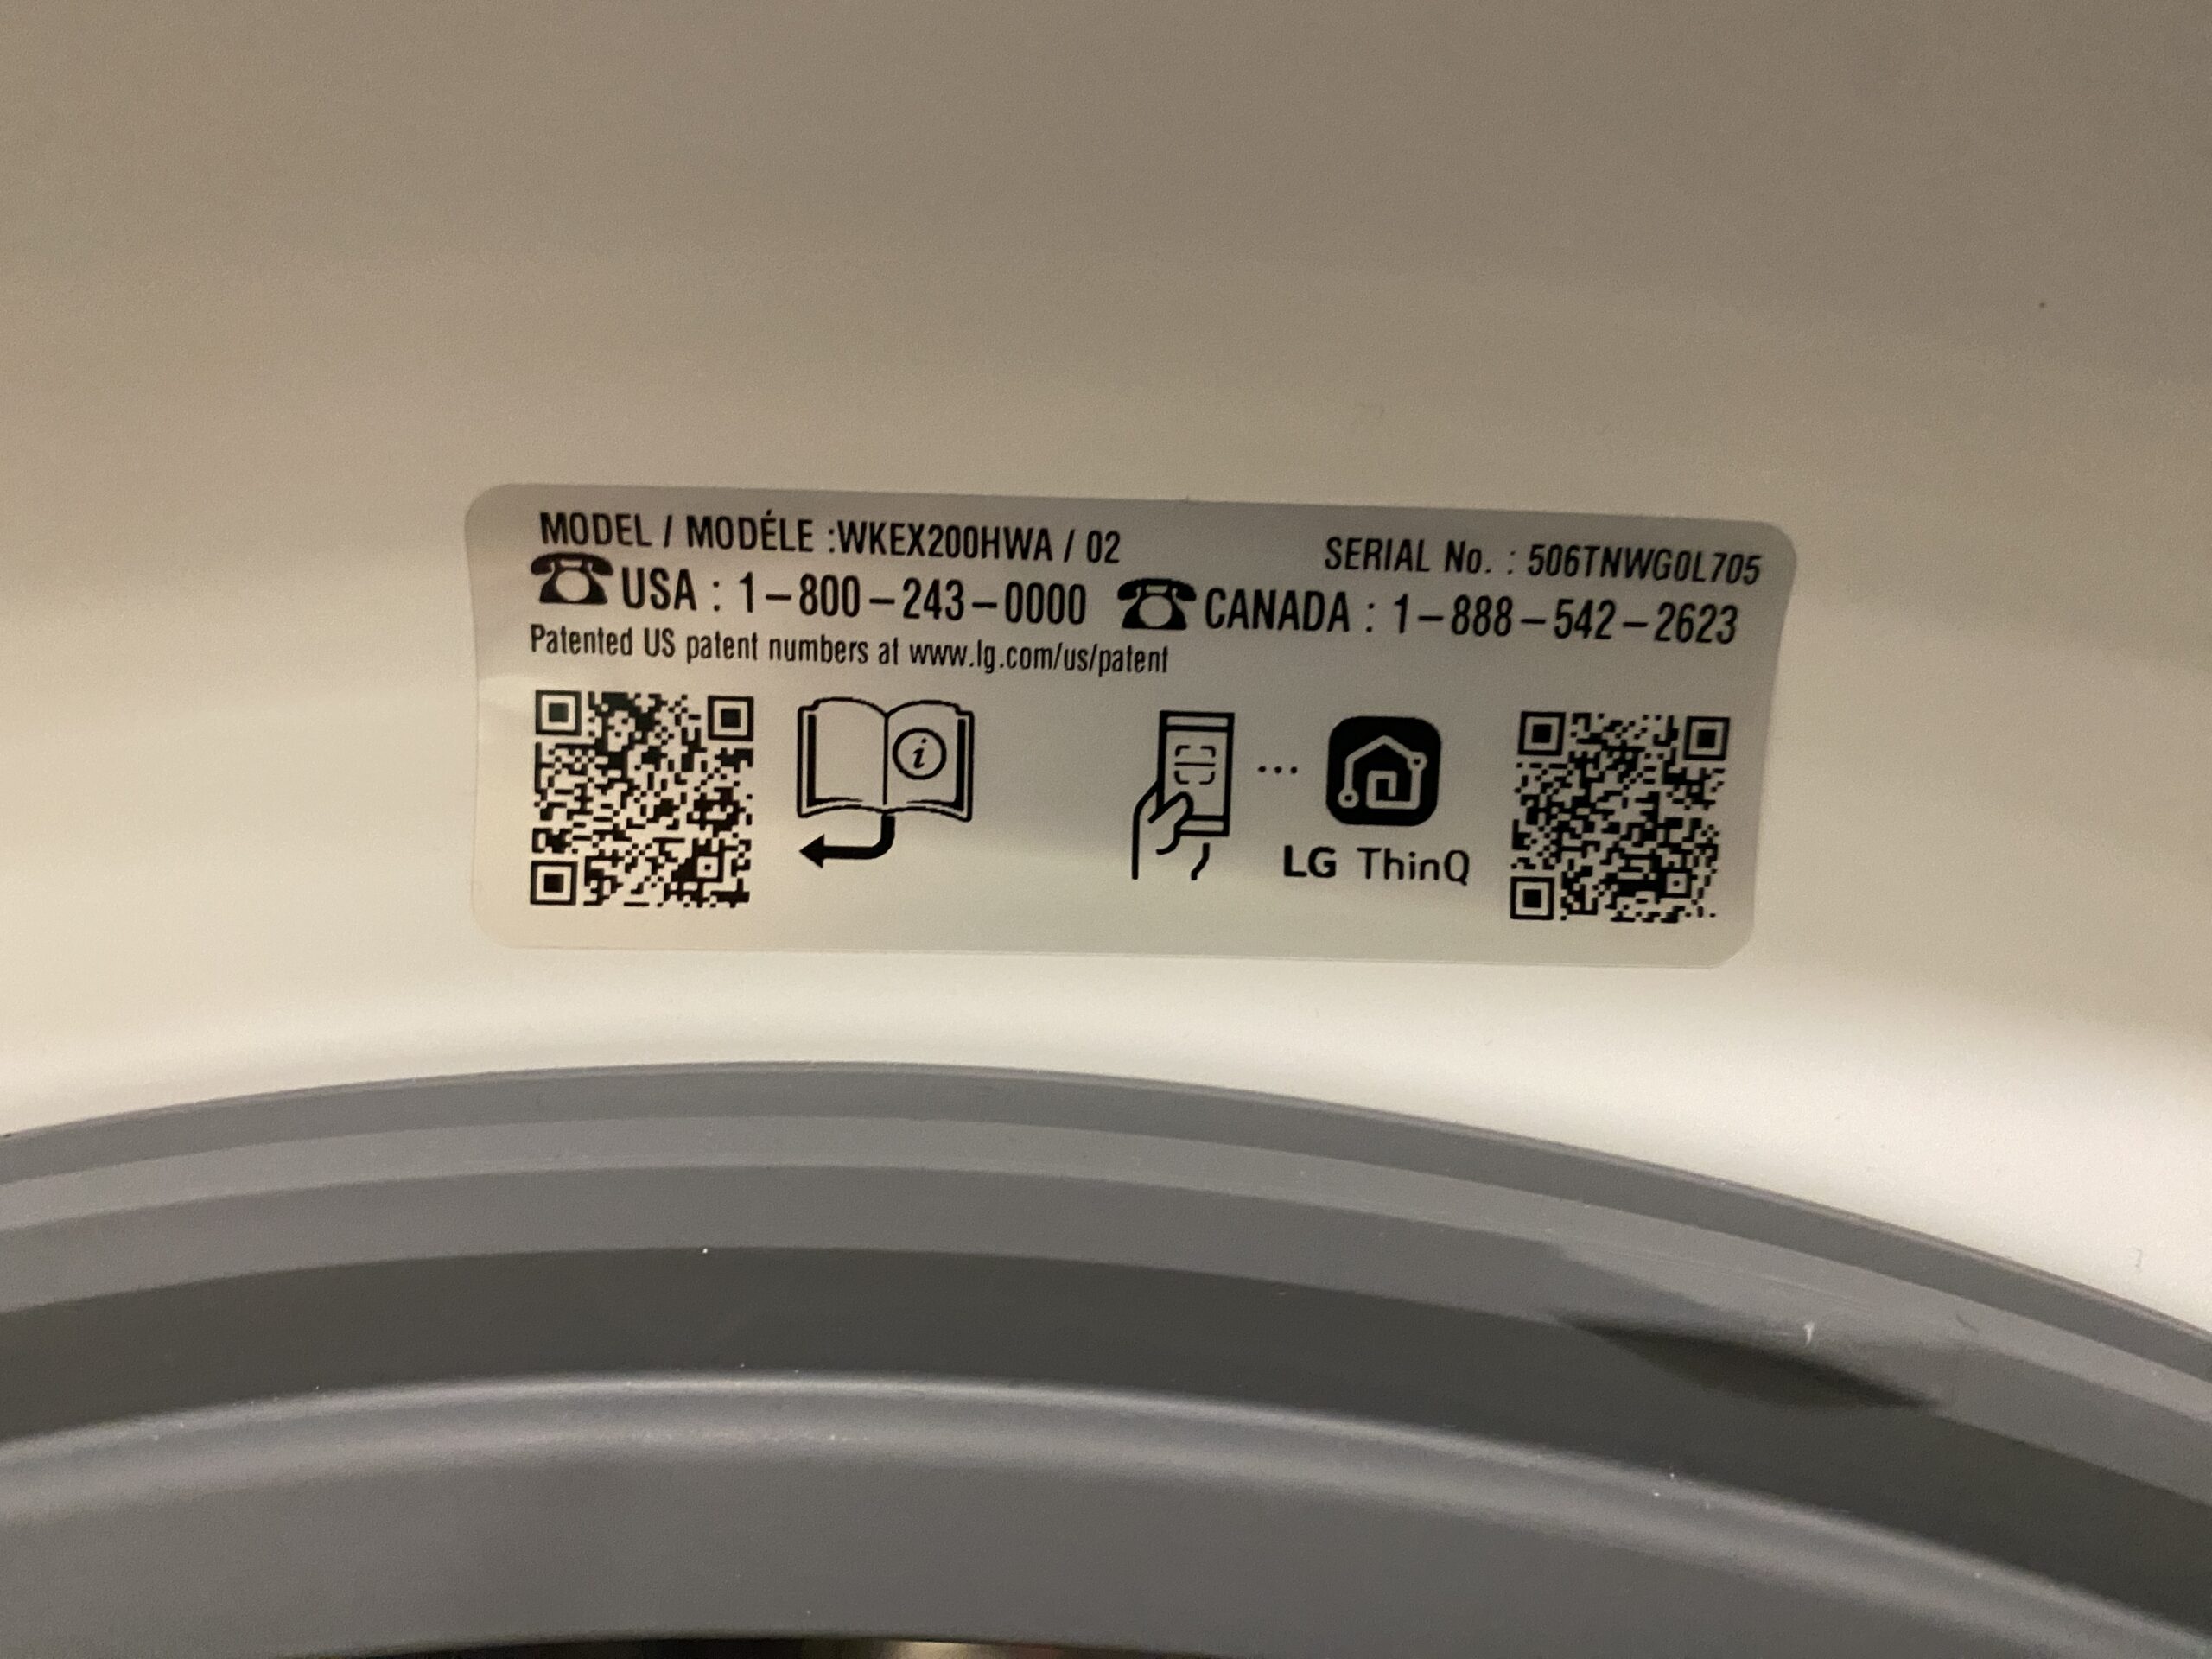 MODEL / MODÉLE :WKEX200HWA / 02 SERIAL No. : 506TNWG0L705
USA : 1-800-243-0000 CANADA : 1-888-542-2623
Patented US patent numbers at www.lg.com/us/patent
i
LG ThinQ